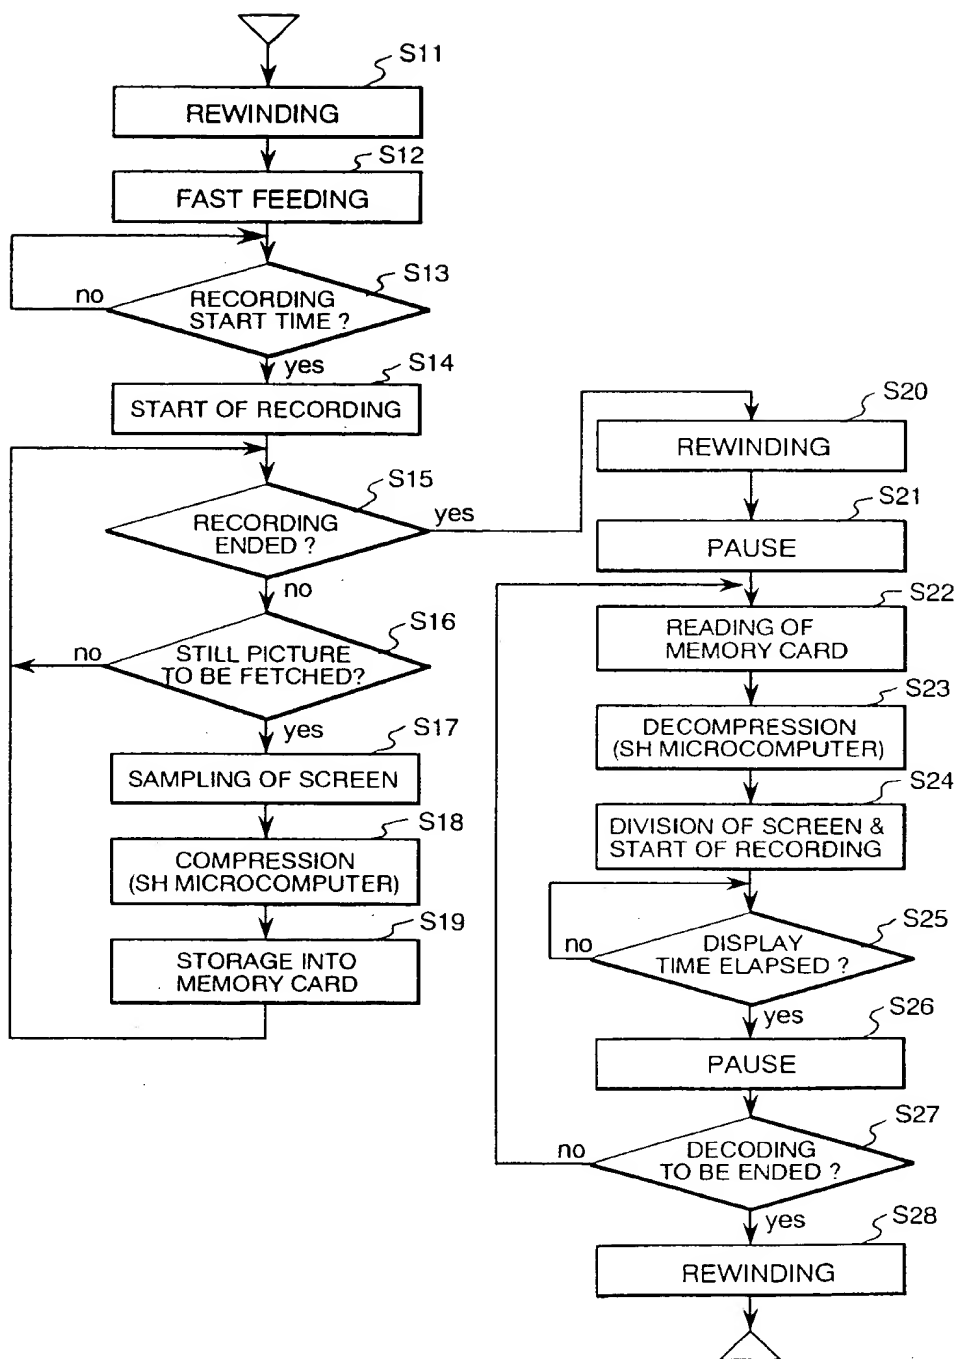 S11
REWINDING
S12
FAST FEEDING
S13
no
RECORDING
START TIME ?
yes
S14
START OF RECORDING
S15
RECORDING
ENDED ?
yes
no
S16
no
STILL PICTURE
TO BE FETCHED?
yes
S17
SAMPLING OF SCREEN
S18
COMPRESSION
(SH MICROCOMPUTER)
S19
STORAGE INTO
MEMORY CARD
S20
REWINDING
S21
PAUSE
S22
READING OF
MEMORY CARD
S23
DECOMPRESSION
(SH MICROCOMPUTER)
S24
DIVISION OF SCREEN &
START OF RECORDING
S25
no
DISPLAY
TIME ELAPSED ?
yes
S26
PAUSE
S27
no
DECODING
TO BE ENDED ?
yes
S28
REWINDING